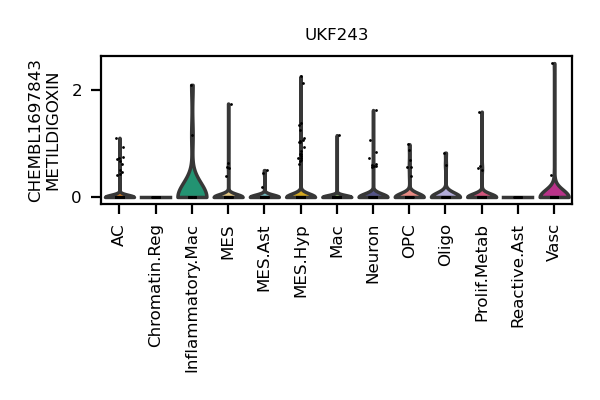 UKF243
CHEMBL1697843
METILDIGOXIN
2
0
AC
Chromatin.Reg
Inflammatory.Mac
MES
MES.Ast
MES.Hyp
Mac
Neuron
OPC
Oligo
Prolif.Metab
Reactive.Ast
Vasc